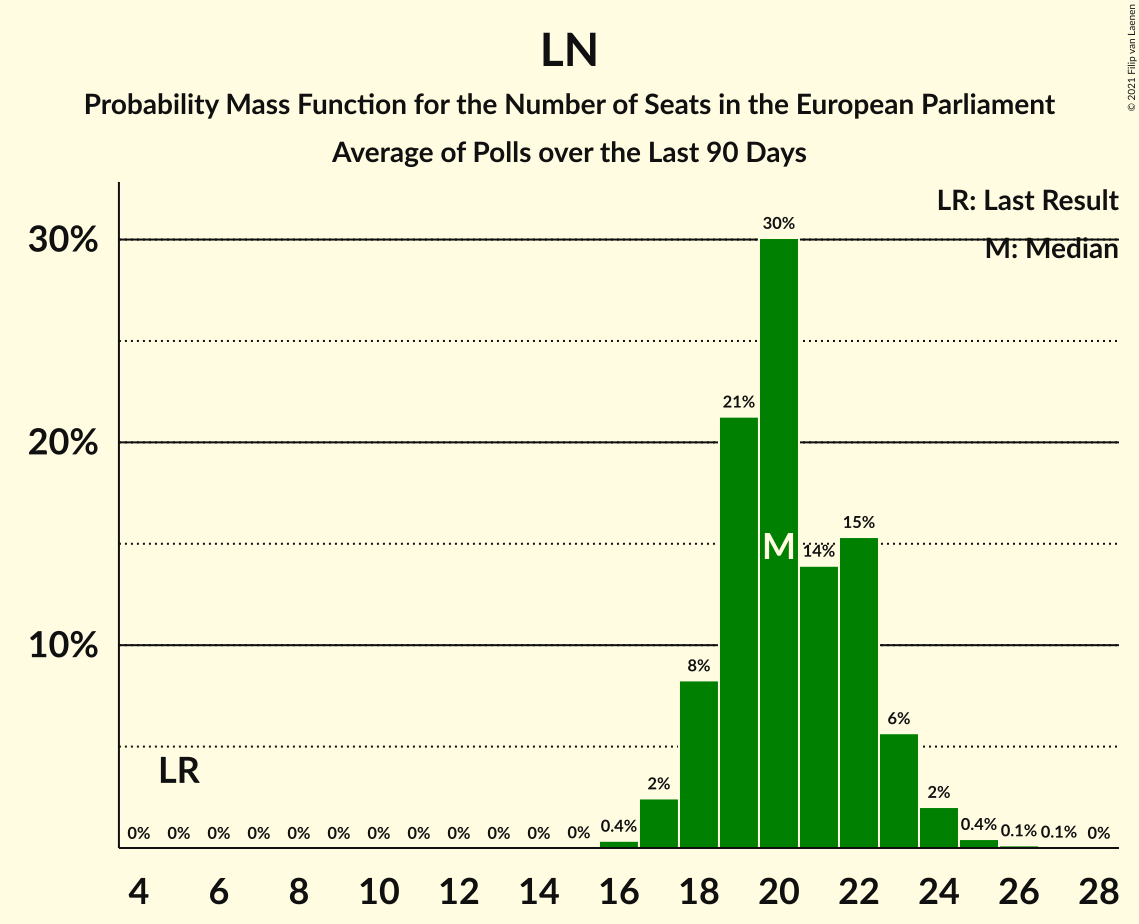 LN
Probability Mass Function for the Number of Seats in the European Parliament
Average of Polls over the Last 90 Days
© 2021 Filip van Laenen
LR: Last Result
M: Median
30%
20%
10%
30%
21%
15%
14%
8%
6%
2%
2%
0% 0% 0% 0% 0% 0% 0% 0% 0% 0% 0% 0% 0.4% 0.4% 0.1% 0.1% 0%
M
LR
4 6 8 10 12 14 16 18 20 22 24 26 28